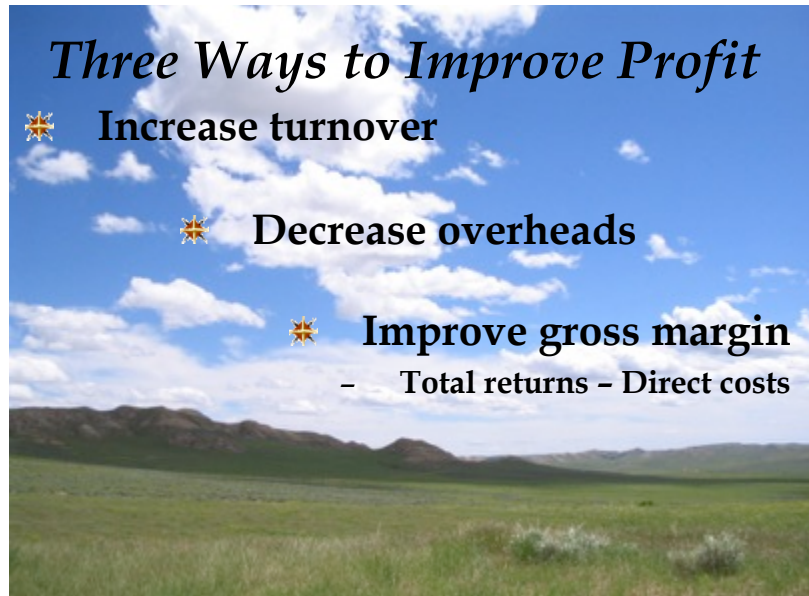 Three Ways to Improve Profit
Increase turnover
Decrease overheads
Improve gross margin
– Total returns – Direct costs